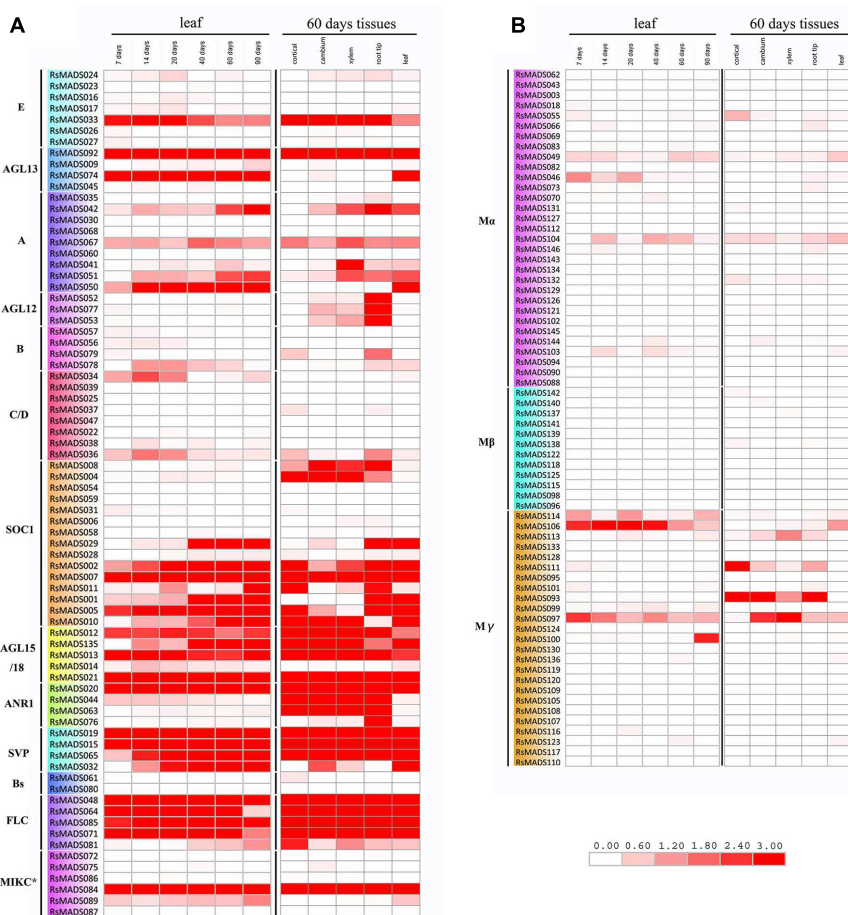 A
leaf
60 days tissues
7 days
14 days
20 days
40 days
60 days
90 days
cortical
cambium
xylem
root tip
leaf
E
RsMADS024
RsMADS023
RsMADS016
RsMADS017
RsMADS033
RsMADS026
RsMADS027
AGL13
RsMADS092
RsMADS009
RsMADS074
RsMADS045
A
RsMADS035
RsMADS042
RsMADS030
RsMADS068
RsMADS067
RsMADS060
RsMADS041
RsMADS051
RsMADS050
AGL12
RsMADS052
RsMADS077
RsMADS053
B
RsMADS057
RsMADS056
RsMADS079
RsMADS078
C/D
RsMADS034
RsMADS039
RsMADS025
RsMADS037
RsMADS047
RsMADS022
RsMADS038
RsMADS036
SOC1
RsMADS008
RsMADS004
RsMADS054
RsMADS059
RsMADS031
RsMADS006
RsMADS058
RsMADS029
RsMADS028
RsMADS002
RsMADS007
RsMADS011
RsMADS001
RsMADS005
RsMADS010
AGL15
/18
RsMADS012
RsMADS135
RsMADS013
RsMADS014
RsMADS021
ANR1
RsMADS020
RsMADS044
RsMADS063
RsMADS076
SVP
RsMADS019
RsMADS015
RsMADS065
RsMADS032
Bs
RsMADS061
RsMADS080
FLC
RsMADS048
RsMADS064
RsMADS085
RsMADS071
RsMADS081
MIKC*
RsMADS072
RsMADS075
RsMADS086
RsMADS084
RsMADS089
RsMADS087
B
leaf
60 days tissues
7 days
14 days
20 days
40 days
60 days
90 days
cortical
cambium
xylem
root tip
leaf
Mα
RsMADS062
RsMADS043
RsMADS003
RsMADS018
RsMADS055
RsMADS066
RsMADS069
RsMADS083
RsMADS049
RsMADS082
RsMADS046
RsMADS073
RsMADS070
RsMADS131
RsMADS127
RsMADS112
RsMADS104
RsMADS146
RsMADS143
RsMADS134
RsMADS132
RsMADS129
RsMADS126
RsMADS121
RsMADS102
RsMADS145
RsMADS144
RsMADS103
RsMADS094
RsMADS090
RsMADS088
Mβ
RsMADS142
RsMADS140
RsMADS137
RsMADS141
RsMADS139
RsMADS138
RsMADS122
RsMADS118
RsMADS125
RsMADS115
RsMADS098
RsMADS096
Mγ
RsMADS114
RsMADS106
RsMADS113
RsMADS133
RsMADS128
RsMADS111
RsMADS095
RsMADS101
RsMADS093
RsMADS099
RsMADS097
RsMADS124
RsMADS100
RsMADS130
RsMADS136
RsMADS119
RsMADS120
RsMADS109
RsMADS105
RsMADS108
RsMADS107
RsMADS116
RsMADS123
RsMADS117
RsMADS110
0.00 0.60 1.20 1.80 2.40 3.00